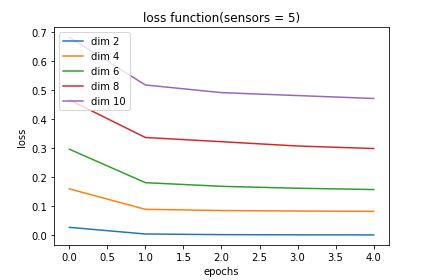 loss function(sensors = 5)
0.7
0.6
0.5
0.4
0.3
0.2
0.1
0.0
loss
dim 2
dim 4
dim 6
dim 8
dim 10
0.0 0.5 1.0 1.5 2.0 2.5 3.0 3.5 4.0
epochs